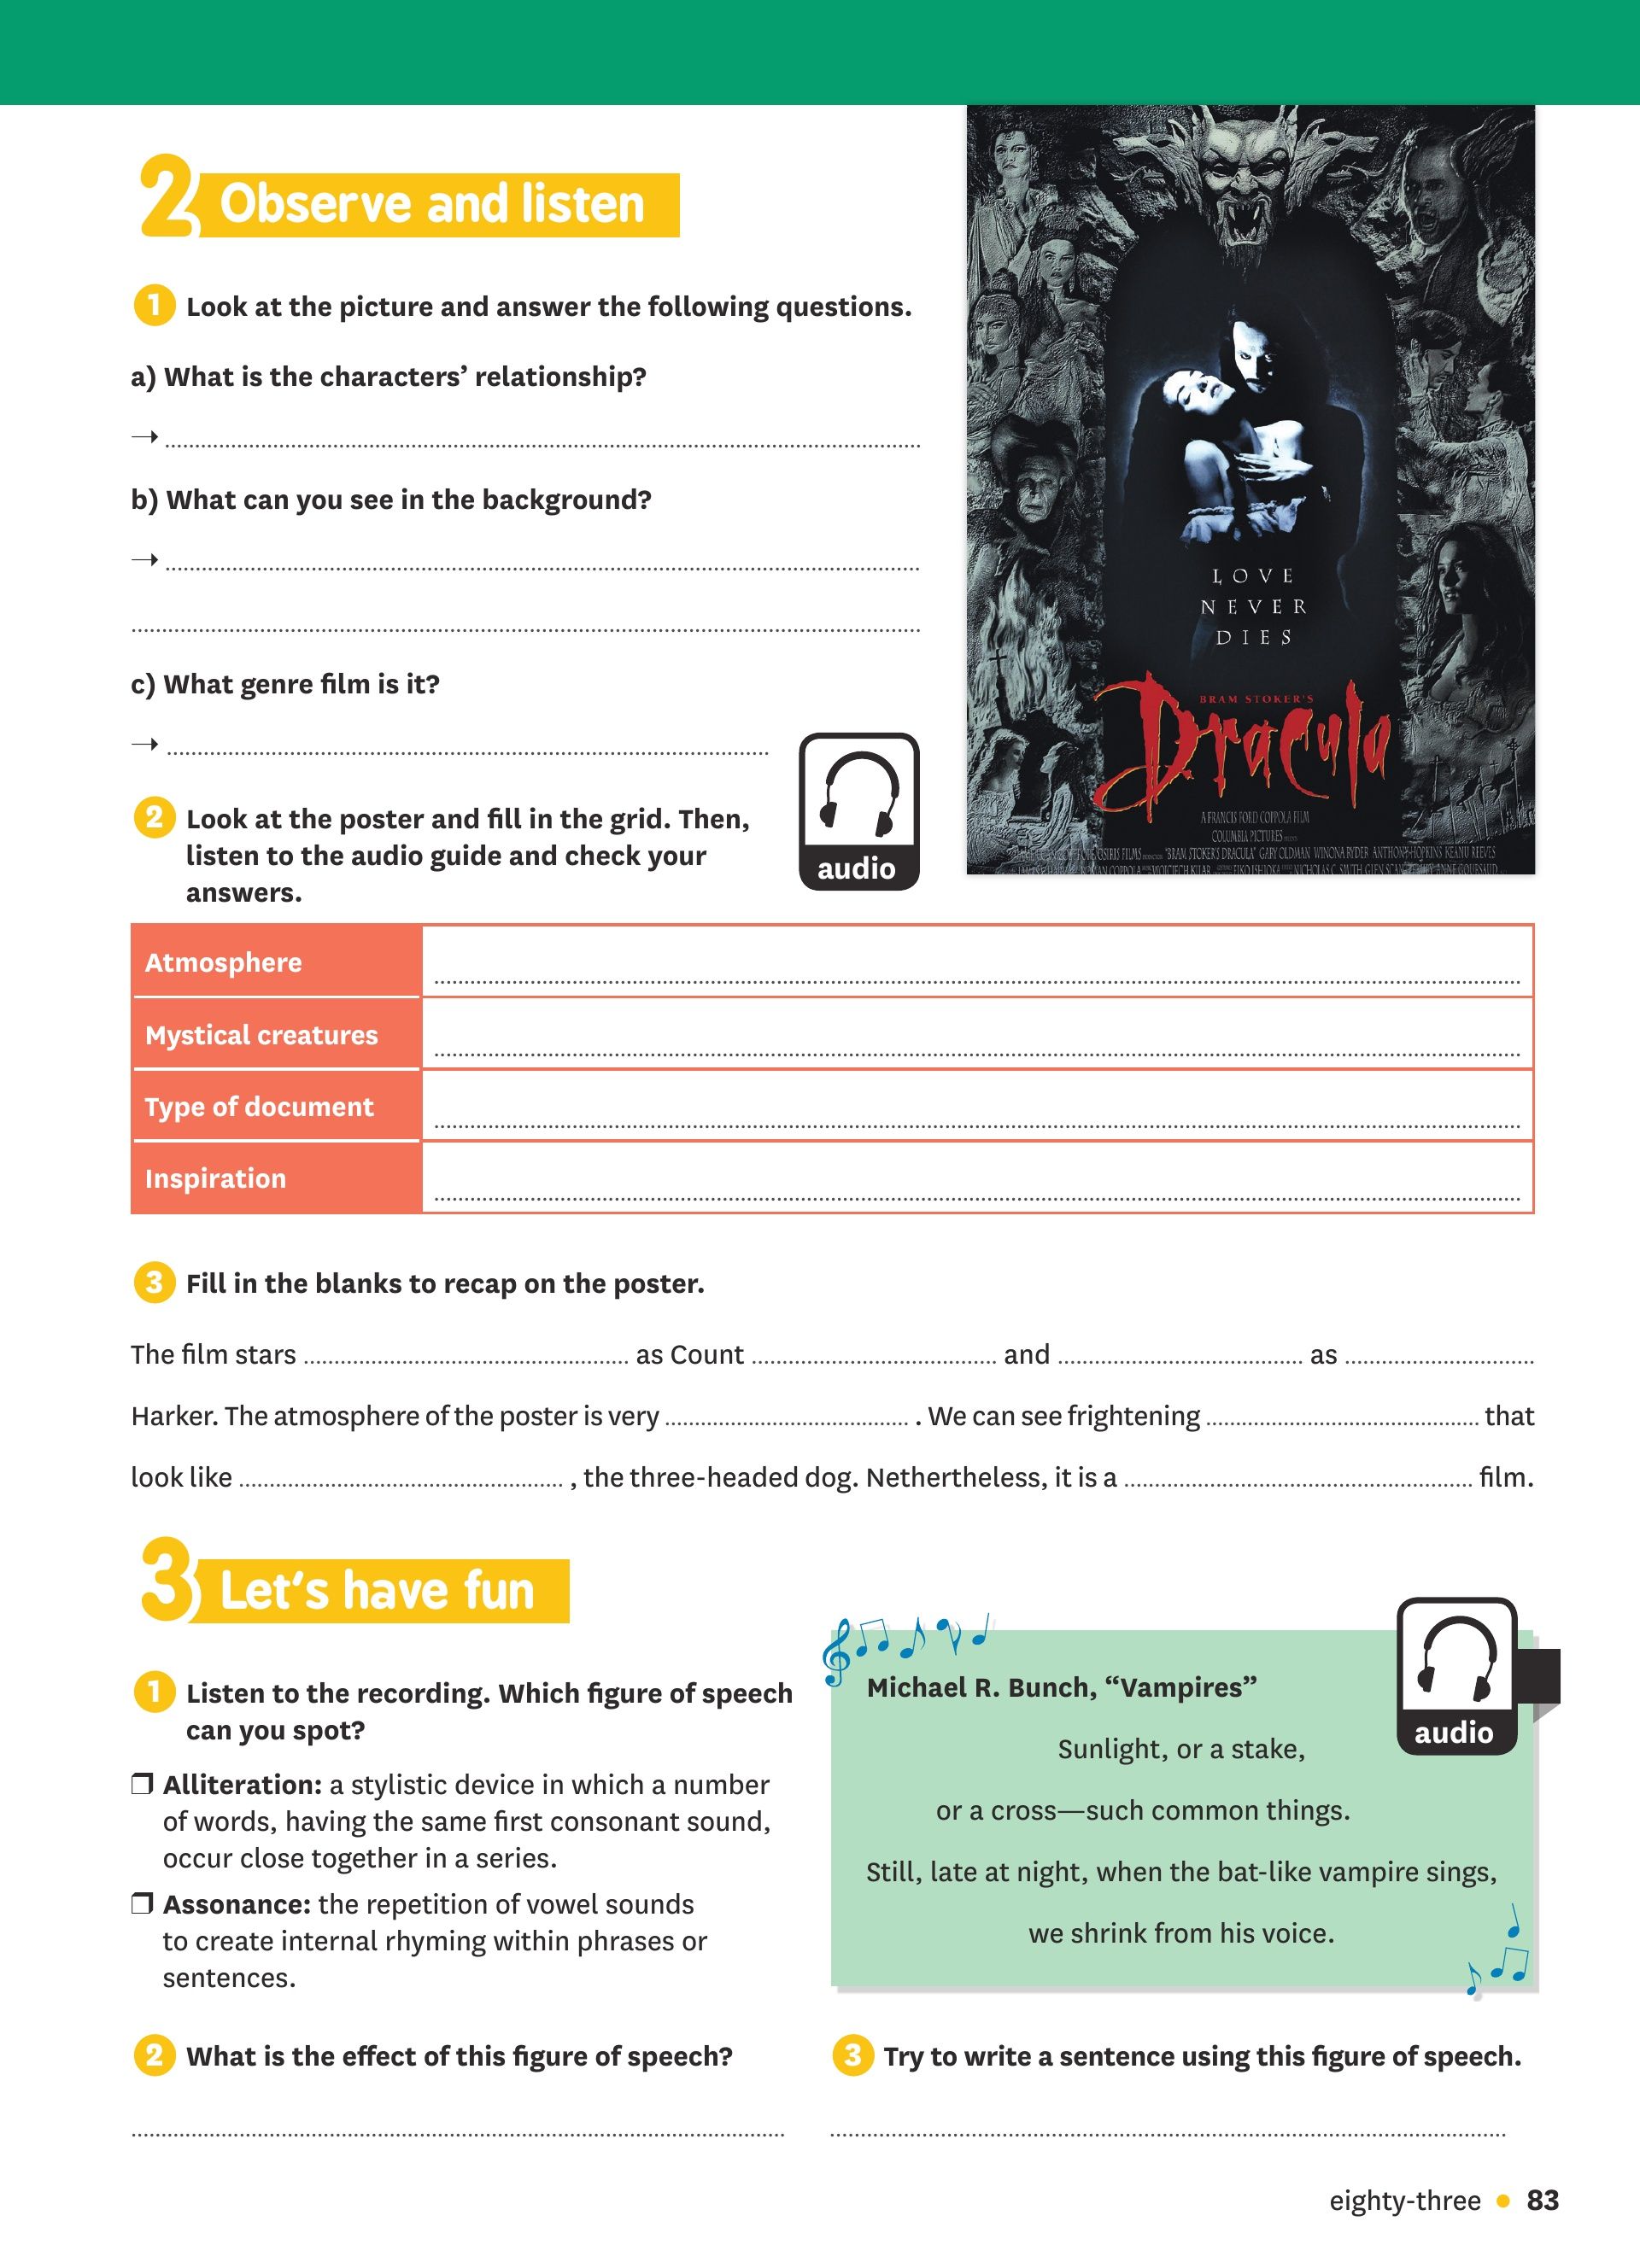 2 Observe and listen
1 Look at the picture and answer the following questions.
a) What is the characters’ relationship?
→
b) What can you see in the background?
→
c) What genre film is it?
→
2 Look at the poster and fill in the grid. Then,
listen to the audio guide and check your
answers.
audio
LOVE
NEVER
DIES
BRAM STOKER'S
Dracula
A FRANCIS FORD COPPOLA FILM
COLUMBIA PICTURES
OSIRIS FILMS "BRAM STOKER'S DRACULA" GARY OLDMAN WINONA RYDER ANTHONY HOPKINS KEANU REEVES
COPPOLA WOJCIECH KILAR EIKO ISHIOKA NICHOLAS C. SMITH GLEN
Atmosphere
Mystical creatures
Type of document
Inspiration
3 Fill in the blanks to recap on the poster.
The film stars as Count and as
Harker. The atmosphere of the poster is very . We can see frightening that
look like , the three-headed dog. Nethertheless, it is a film.
3 Let’s have fun
1 Listen to the recording. Which figure of speech
can you spot?
❐ Alliteration: a stylistic device in which a number
of words, having the same first consonant sound,
occur close together in a series.
❐ Assonance: the repetition of vowel sounds
to create internal rhyming within phrases or
sentences.
audio
Michael R. Bunch, “Vampires”
Sunlight, or a stake,
or a cross—such common things.
Still, late at night, when the bat-like vampire sings,
we shrink from his voice.
2 What is the effect of this figure of speech?
3 Try to write a sentence using this figure of speech.
eighty-three • 83